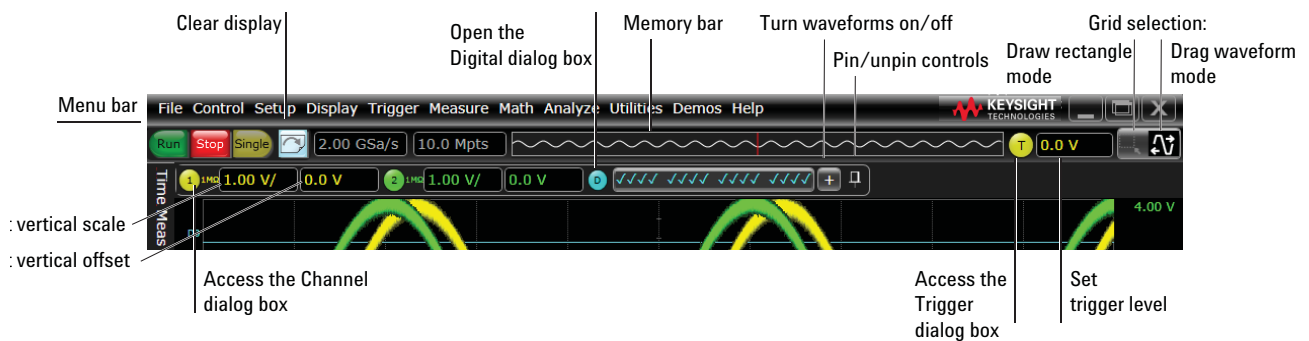 Clear display
Open the
Digital dialog box
Memory bar
Turn waveforms on/off
Pin/unpin controls
Grid selection:
Draw rectangle
mode
Drag waveform
mode
Menu bar
File Control Setup Display Trigger Measure Math Analyze Utilities Demos Help
KEYSIGHT
TECHNOLOGIES
Run Stop Single 2.00 GSa/s 10.0 Mpts T 0.0 V
1 1MΩ 1.00 V/ 0.0 V 2 1MΩ 1.00 V/ 0.0 V D +
Time Meas
4.00 V
: vertical scale
: vertical offset
Access the Channel
dialog box
Access the
Trigger
dialog box
Set
trigger level